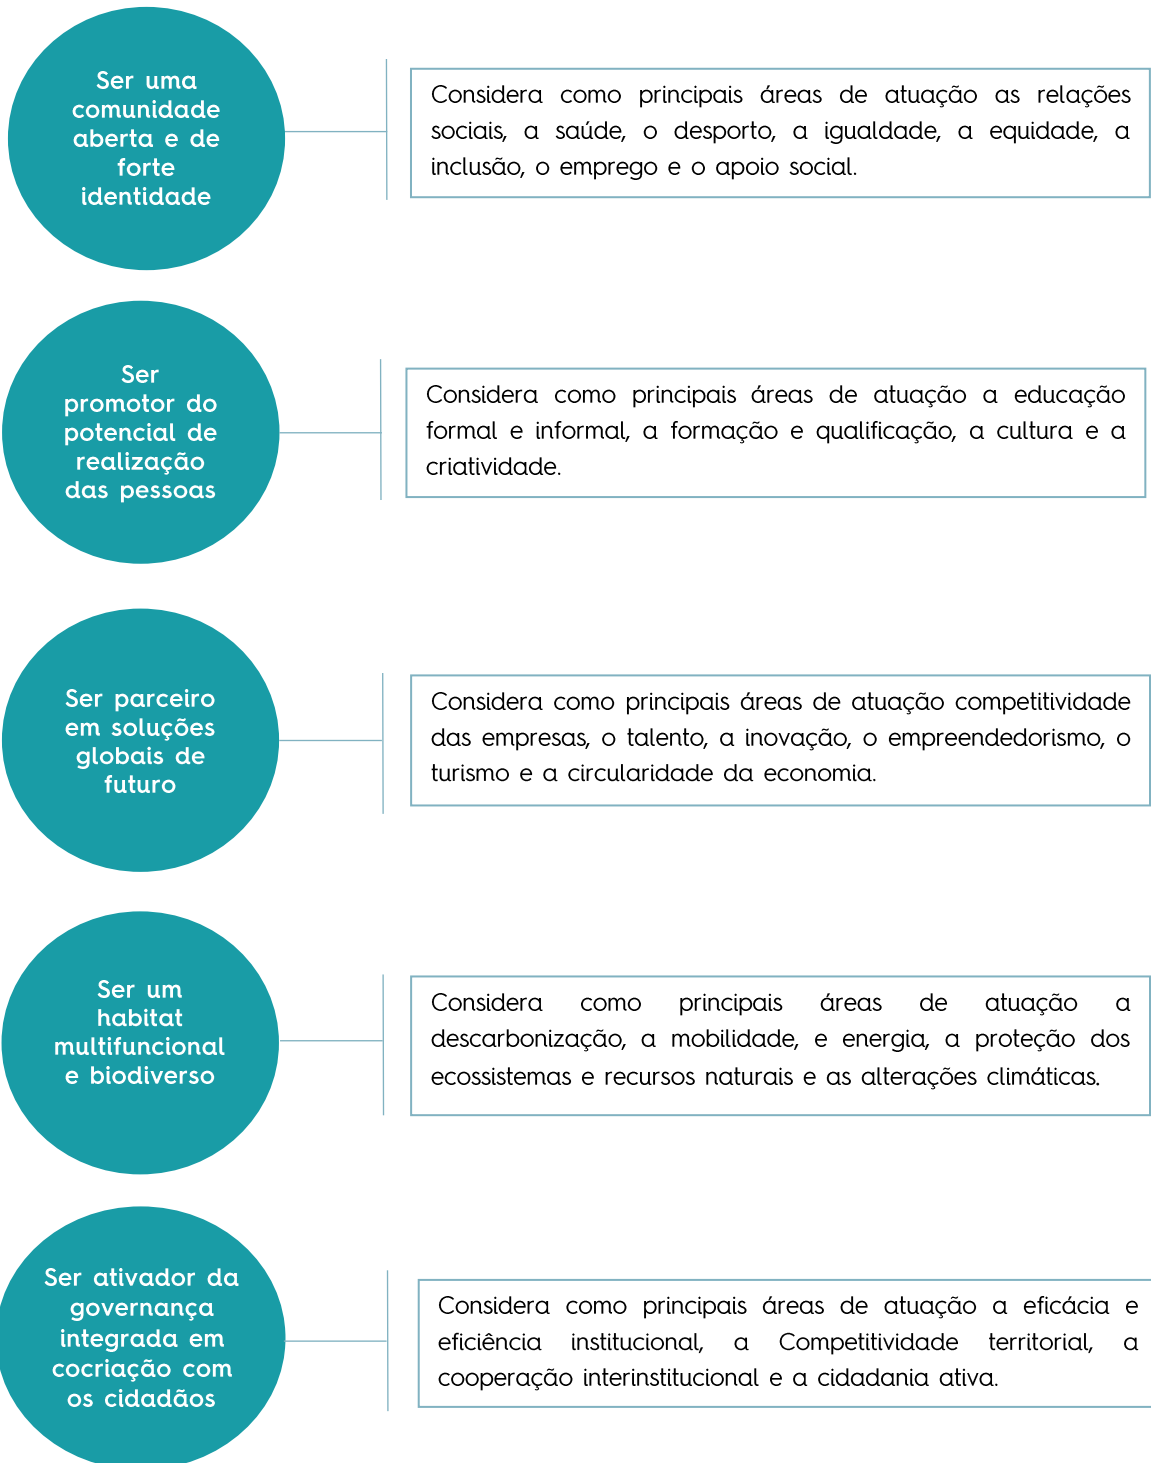 Ser uma
comunidade
aberta e de
forte
identidade
Considera como principais áreas de atuação as relações
sociais, a saúde, o desporto, a igualdade, a equidade, a
inclusão, o emprego e o apoio social.
Ser
promotor do
potencial de
realização
das pessoas
Considera como principais áreas de atuação a educação
formal e informal, a formação e qualificação, a cultura e a
criatividade.
Ser parceiro
em soluções
globais de
futuro
Considera como principais áreas de atuação competitividade
das empresas, o talento, a inovação, o empreendedorismo, o
turismo e a circularidade da economia.
Ser um
habitat
multifuncional
e biodiverso
Considera como principais áreas de atuação a
descarbonização, a mobilidade, e energia, a proteção dos
ecossistemas e recursos naturais e as alterações climáticas.
Ser ativador da
governança
integrada em
cocriação com
os cidadãos
Considera como principais áreas de atuação a eficácia e
eficiência institucional, a Competitividade territorial, a
cooperação interinstitucional e a cidadania ativa.